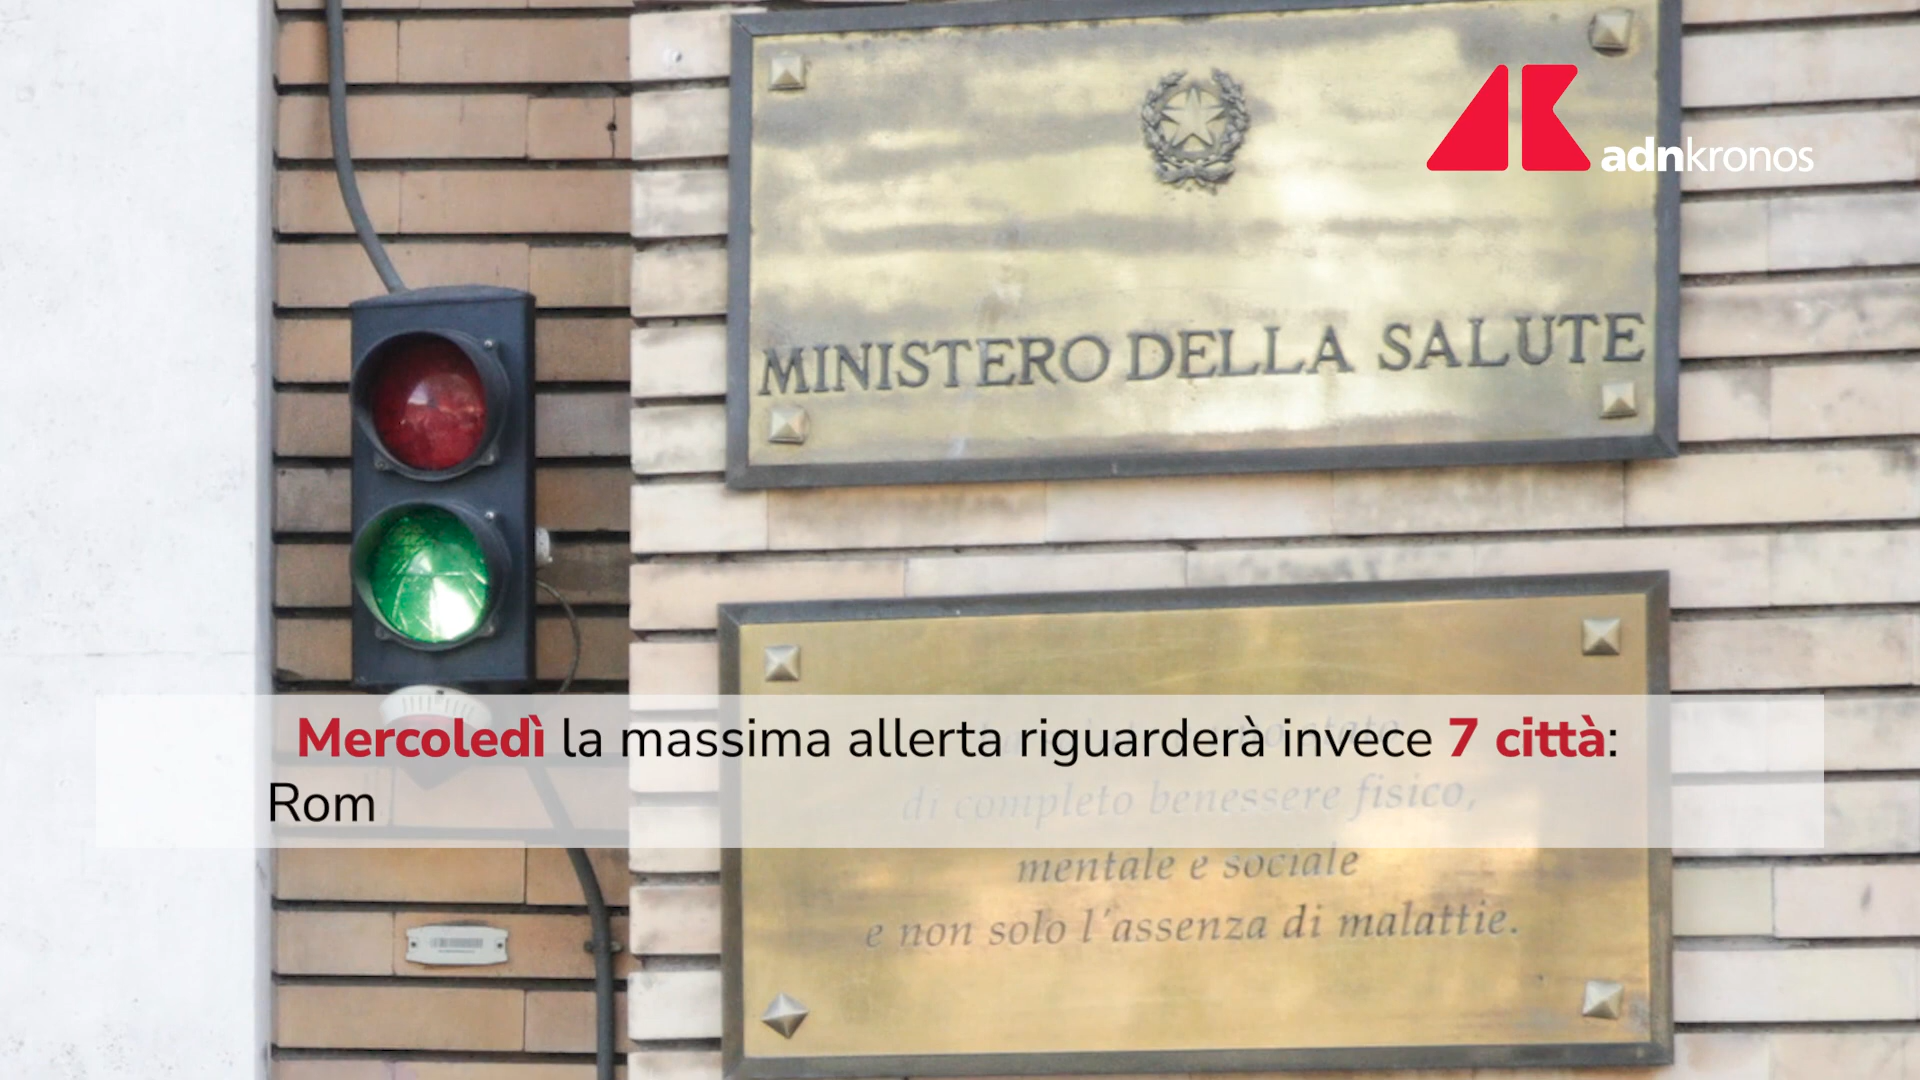 adnkronos
MINISTERO DELLA SALUTE
Mercoledì la massima allerta riguarderà invece 7 città:
Rom
di completo benessere fisico,
mentale e sociale
e non solo l'assenza di malattie.